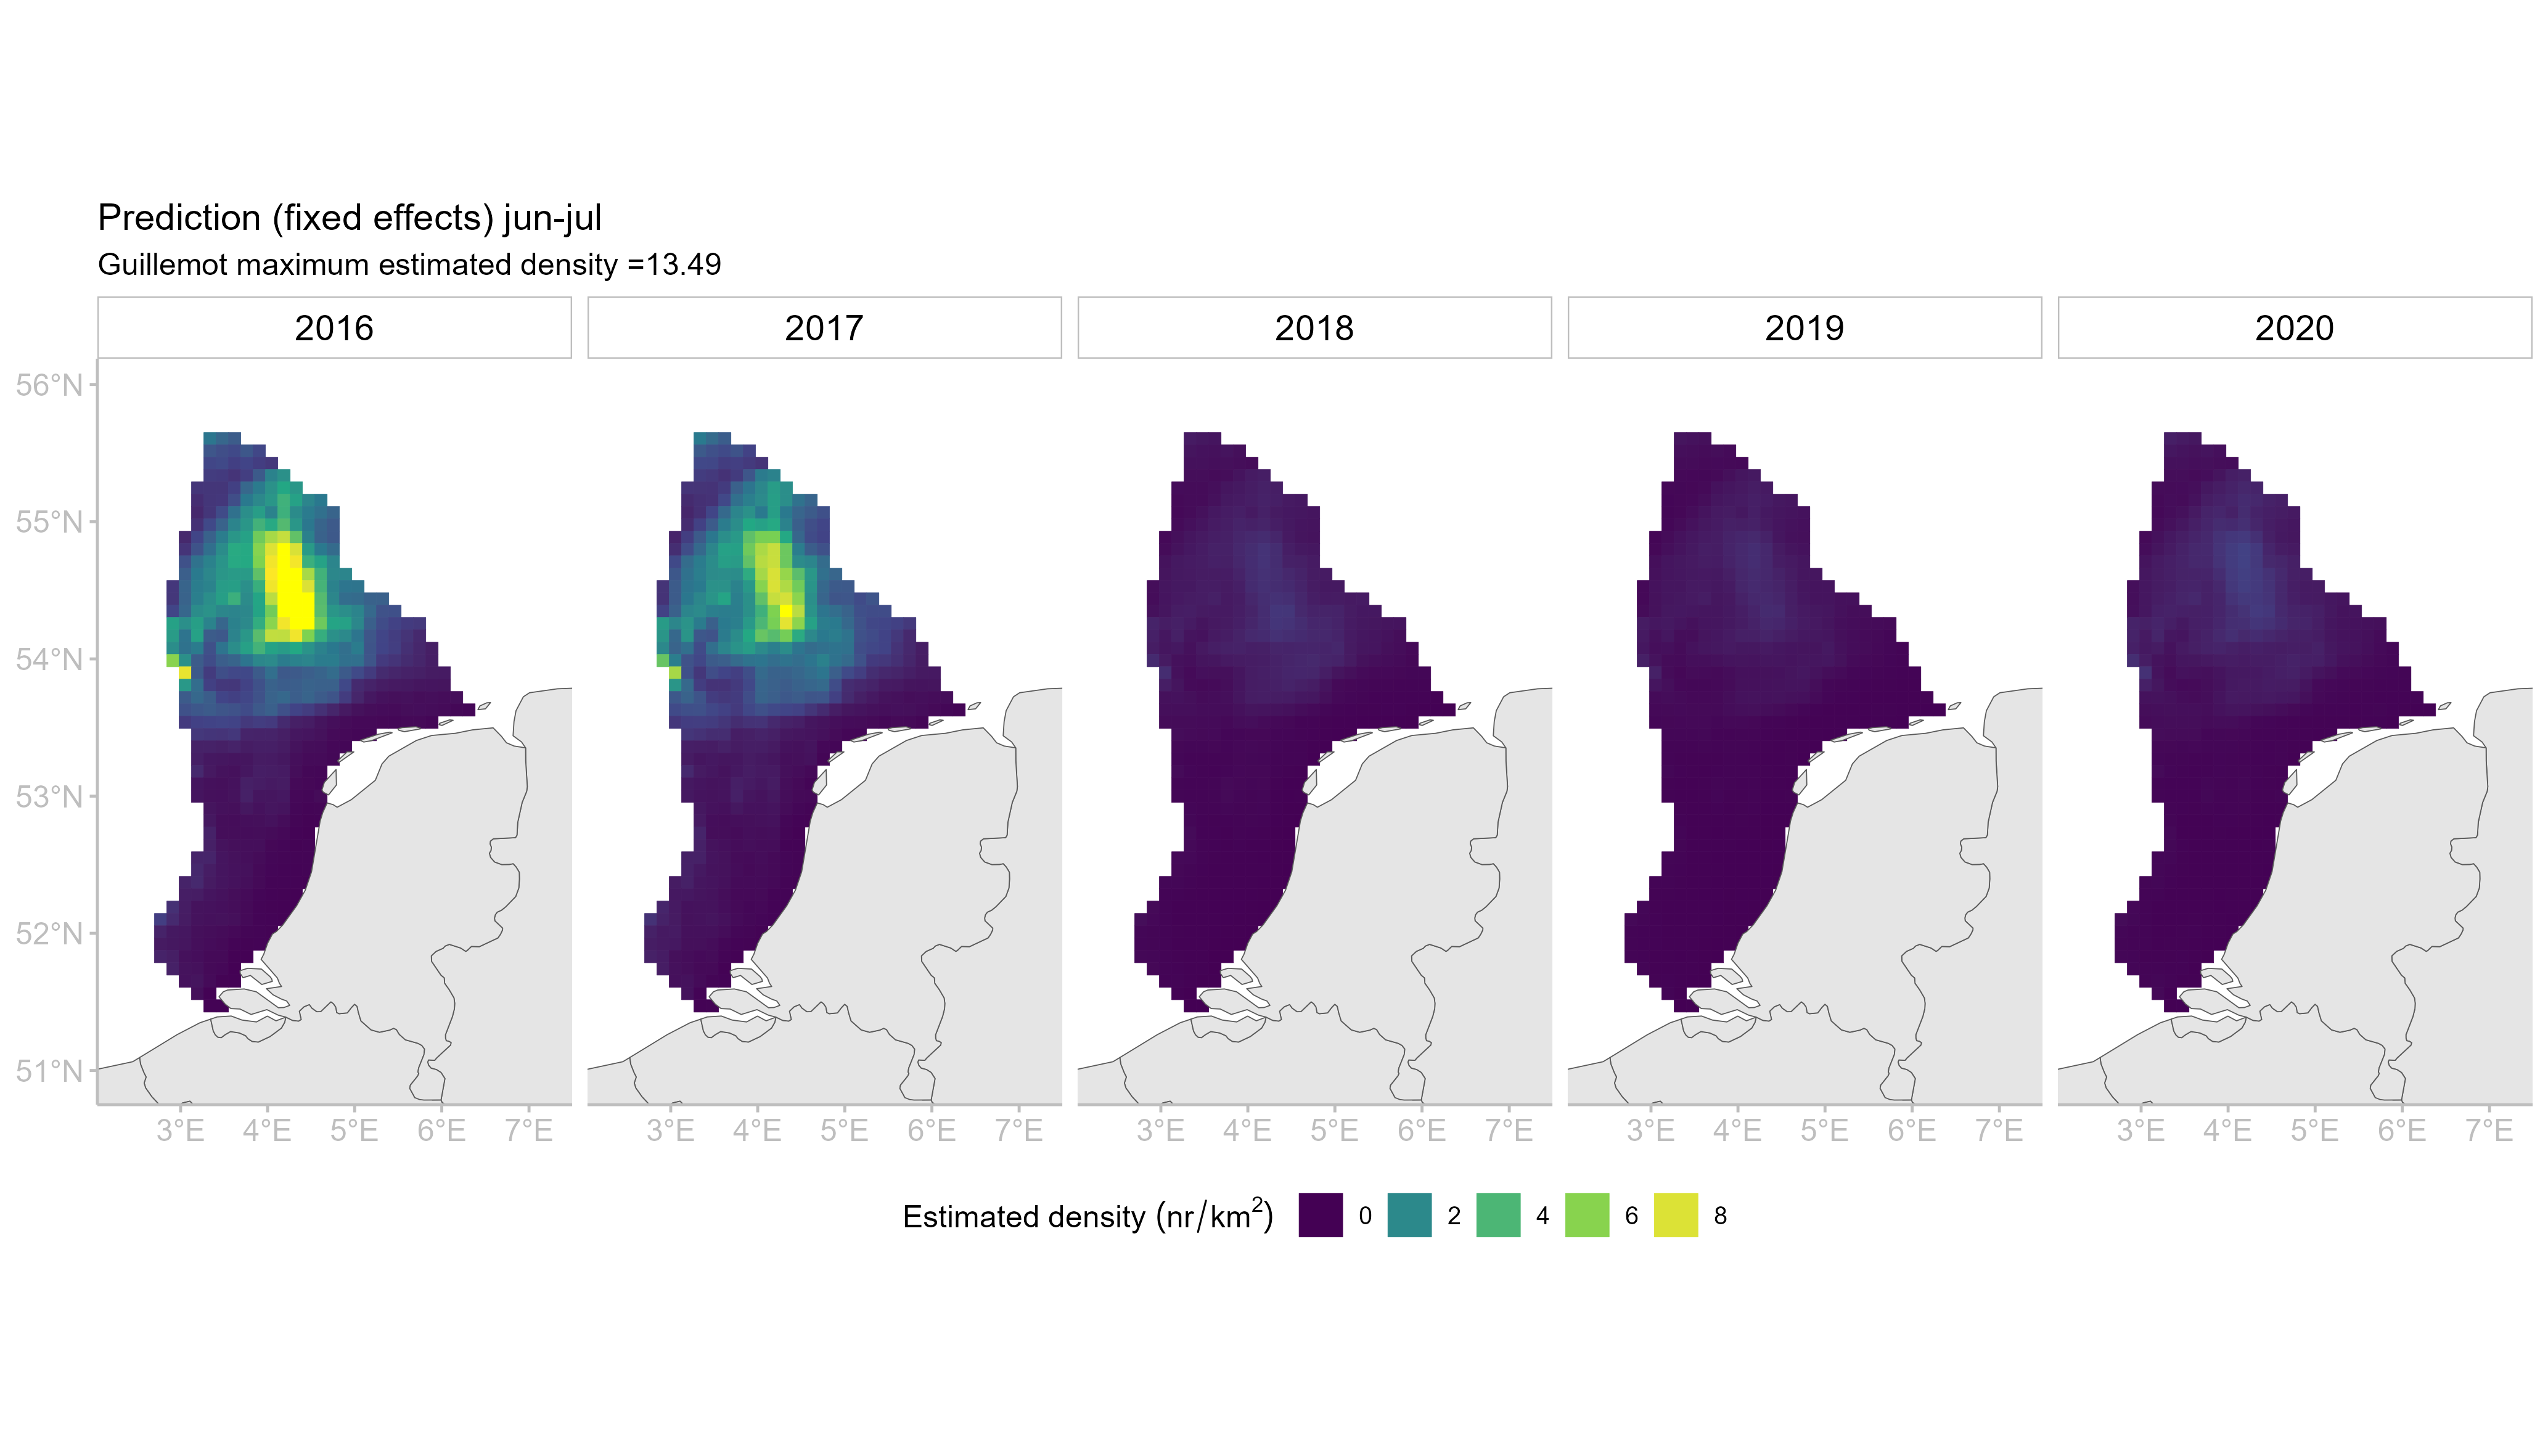 Prediction (fixed effects) jun-jul
Guillemot maximum estimated density =13.49
2016 2017 2018 2019 2020
56°N
55°N
54°N
53°N
52°N
51°N
3°E 4°E 5°E 6°E 7°E 3°E 4°E 5°E 6°E 7°E 3°E 4°E 5°E 6°E 7°E 3°E 4°E 5°E 6°E 7°E 3°E 4°E 5°E 6°E 7°E
Estimated density (nr/km²) 0 2 4 6 8